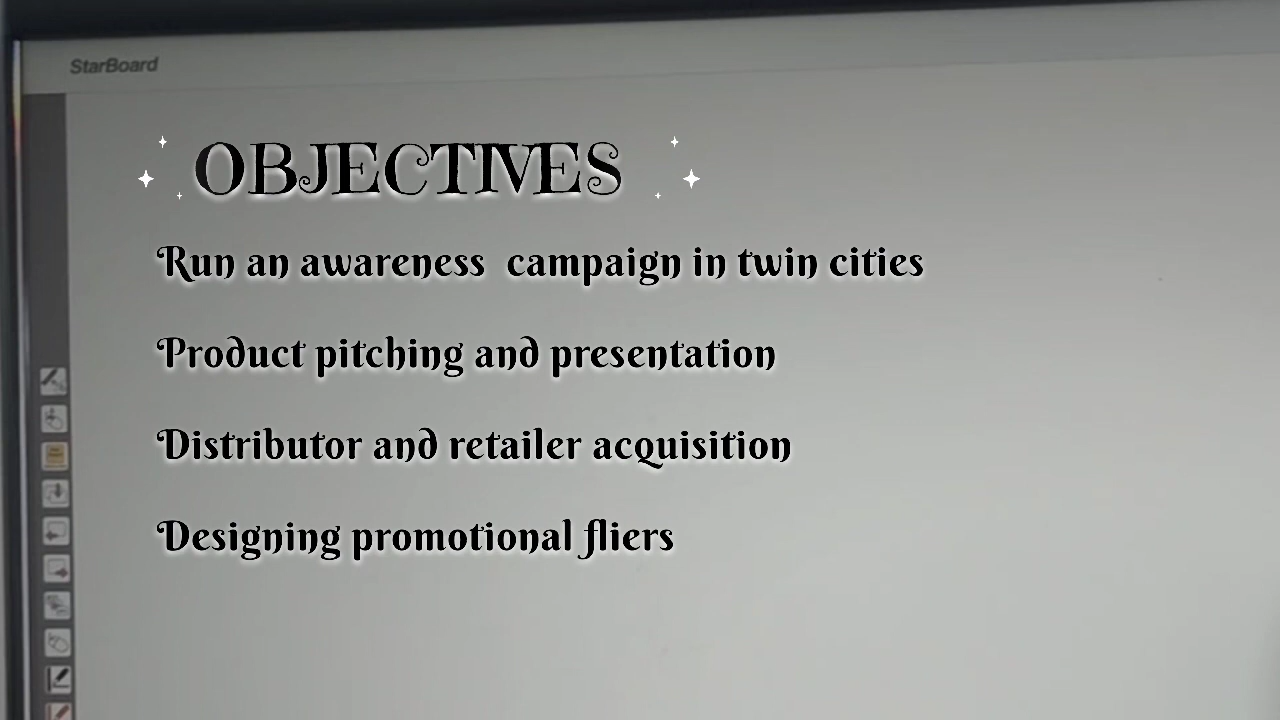 StarBoard
OBJECTIVES
Run an awareness  campaign in twin cities
Product pitching and presentation
Distributor and retailer acquisition
Designing promotional fliers